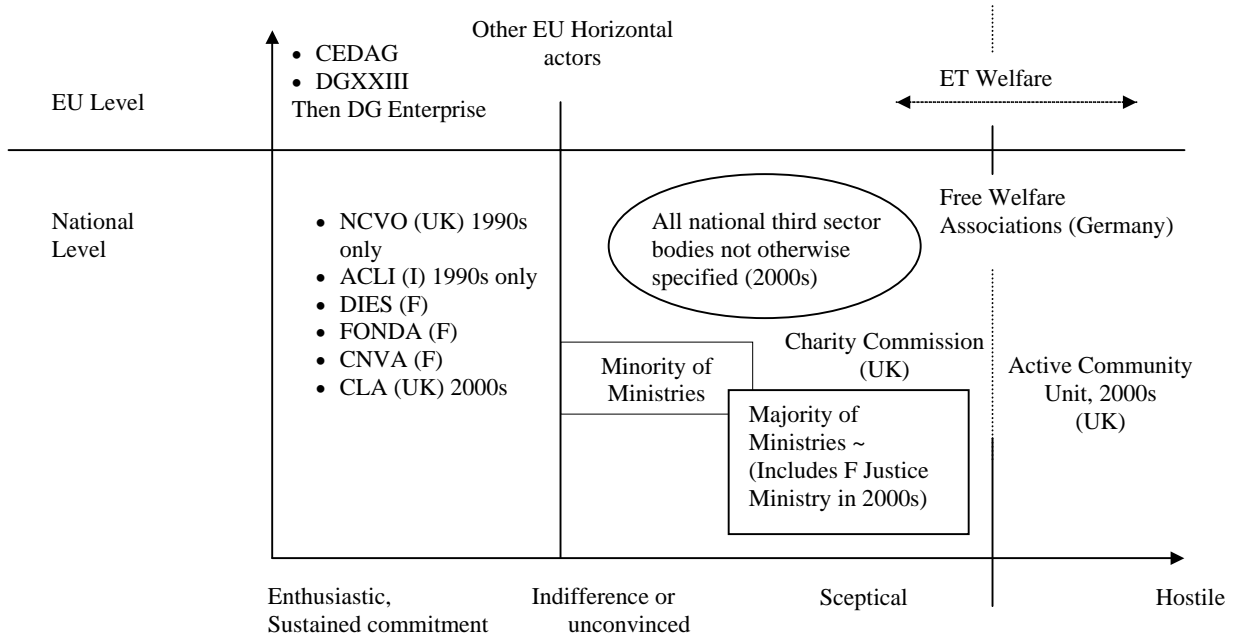 Other EU Horizontal
actors
• CEDAG
• DGXXIII
Then DG Enterprise
EU Level
ET Welfare
National
Level
• NCVO (UK) 1990s
only
• ACLI (I) 1990s only
• DIES (F)
• FONDA (F)
• CNVA (F)
• CLA (UK) 2000s
All national third sector
bodies not otherwise
specified (2000s)
Free Welfare
Associations (Germany)
Minority of
Ministries
Charity Commission
(UK)
Active Community
Unit, 2000s
(UK)
Majority of
Ministries ~
(Includes F Justice
Ministry in 2000s)
Enthusiastic,
Sustained commitment
Indifference or
unconvinced
Sceptical
Hostile